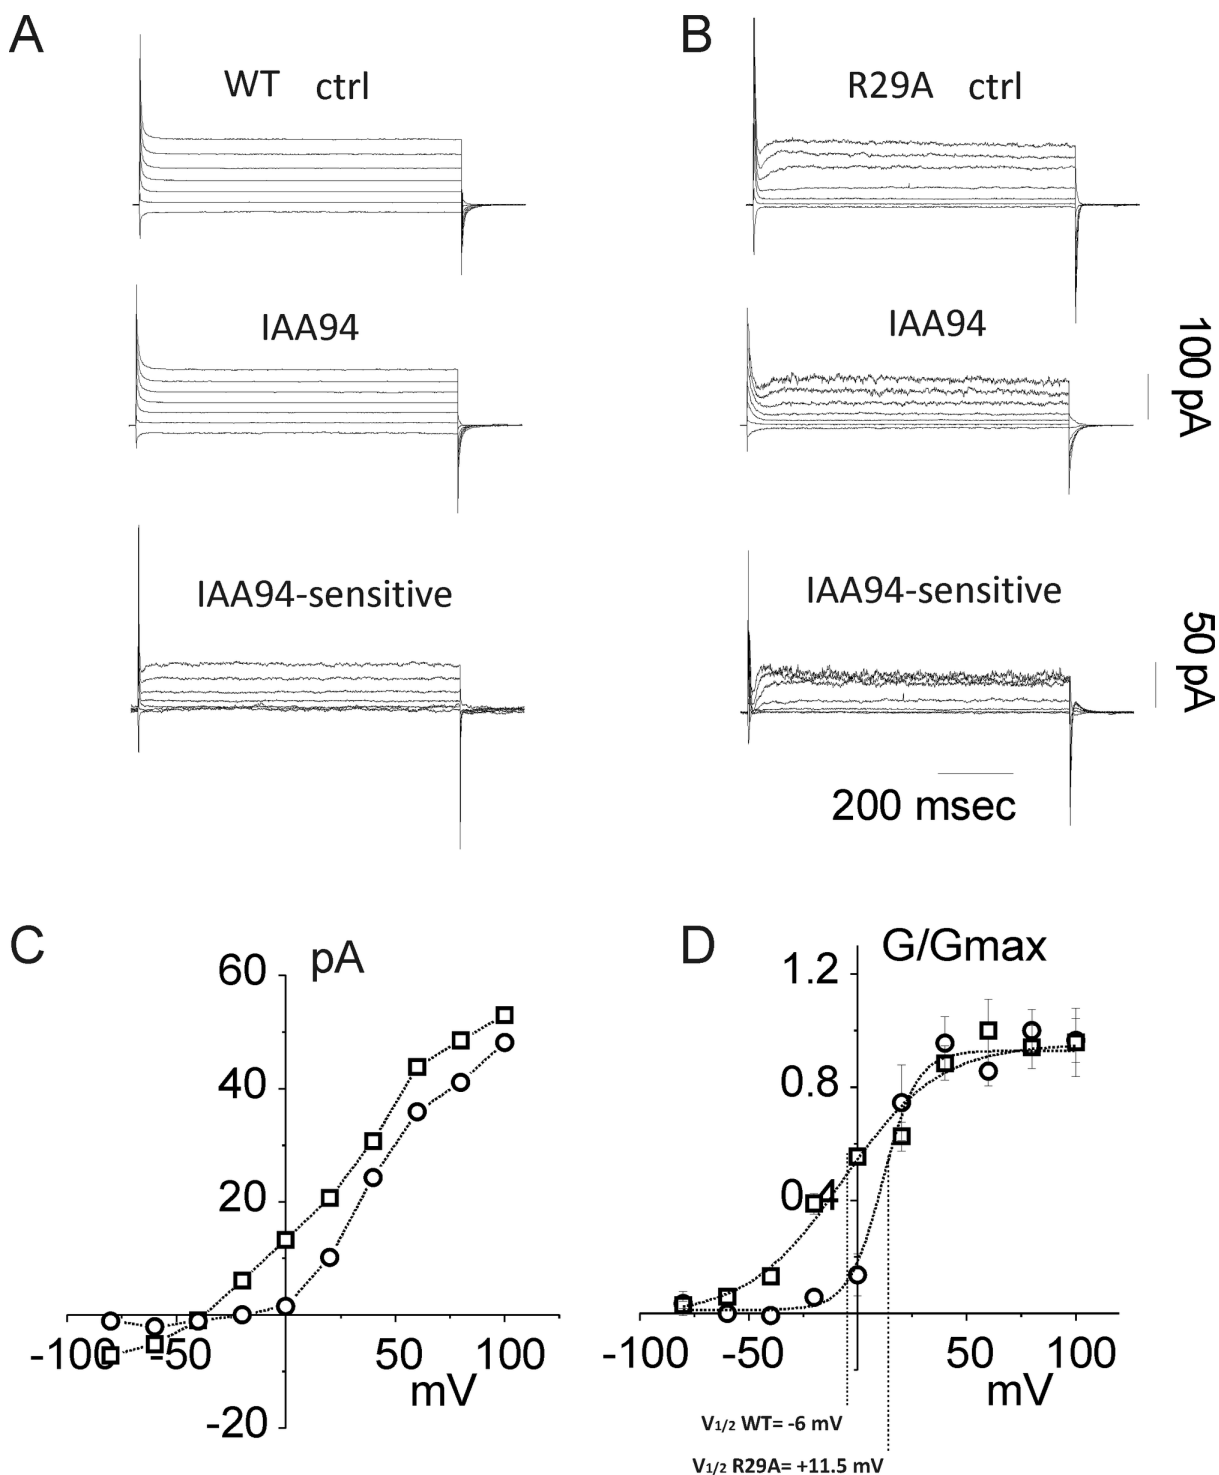 A
B
WT ctrl
R29A ctrl
IAA94
IAA94
100 pA
IAA94-sensitive
IAA94-sensitive
50 pA
200 msec
C
pA
60
40
20
-20
-100
-50
50
100
mV
D
G/Gmax
1.2
0.8
0.4
-100
-50
50
100
mV
V1/2 WT= -6 mV
V1/2 R29A= +11.5 mV